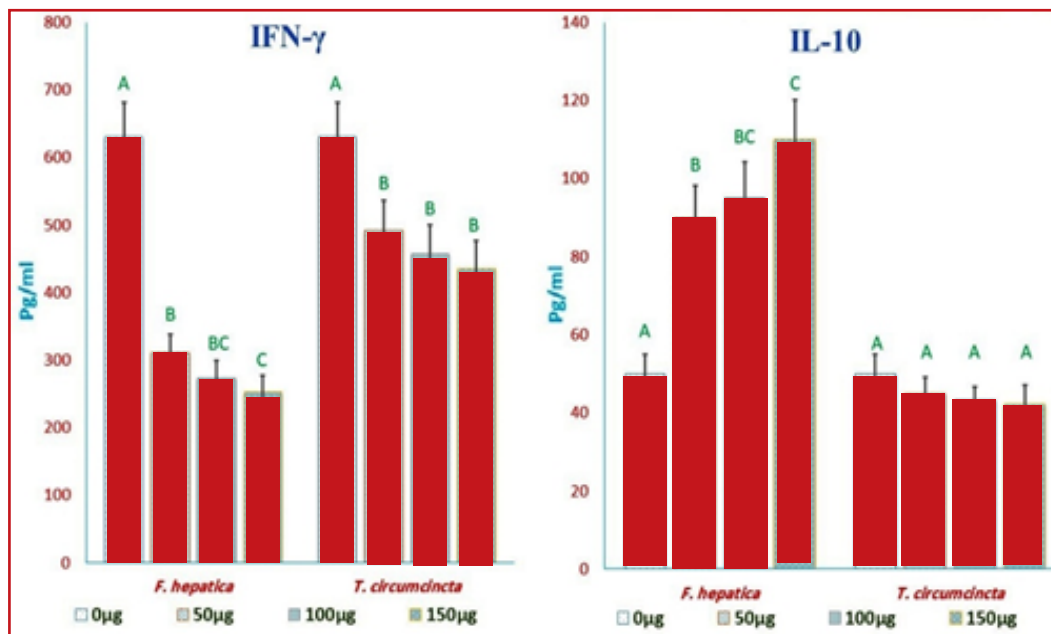 IFN-γ
800
700
600
500
400
300
200
100
0
Pg/ml
A
B
BC
C
A
B
B
B
F. hepatica
T. circumcincta
0µg
50µg
100µg
150µg
IL-10
140
120
100
80
60
40
20
0
Pg/ml
A
B
BC
C
A
A
A
A
F. hepatica
T. circumcincta
0µg
50µg
100µg
150µg